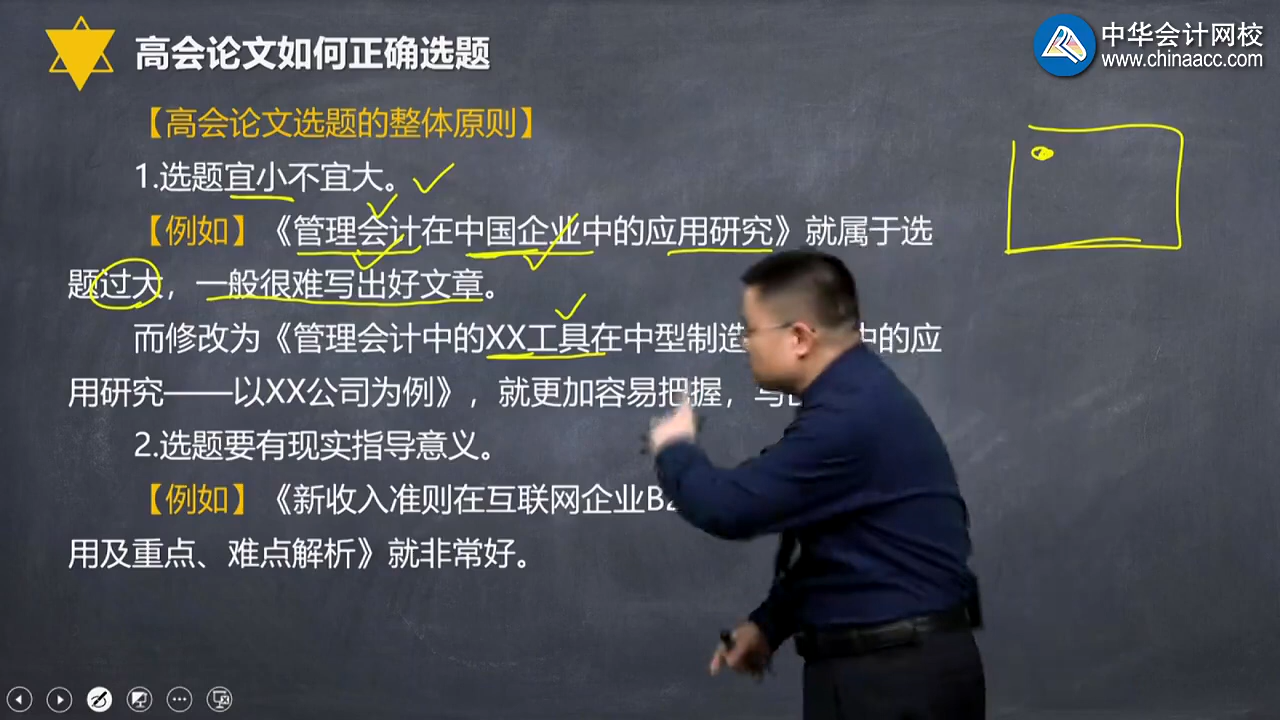 高会论文如何正确选题
中华会计网校
www.chinaacc.com
【高会论文选题的整体原则】
1.选题宜小不宜大。
【例如】《管理会计在中国企业中的应用研究》就属于选
题过大，一般很难写出好文章。
而修改为《管理会计中的XX工具在中型制造 中的应
用研究——以XX公司为例》，就更加容易把握，写
2.选题要有现实指导意义。
【例如】《新收入准则在互联网企业B
用及重点、难点解析》就非常好。